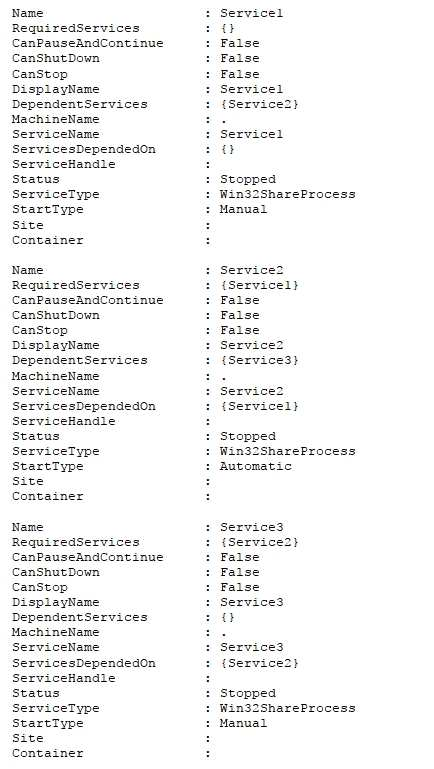 Name                    : Service1
RequiredServices        : {}
CanPauseAndContinue     : False
CanShutDown             : False
CanStop                 : False
DisplayName             : Service1
DependentServices       : {Service2}
MachineName             : .
ServiceName             : Service1
ServicesDependedOn      : {}
ServiceHandle           :
Status                  : Stopped
ServiceType             : Win32ShareProcess
StartType               : Manual
Site                    :
Container               :

Name                    : Service2
RequiredServices        : {Service1}
CanPauseAndContinue     : False
CanShutDown             : False
CanStop                 : False
DisplayName             : Service2
DependentServices       : {Service3}
MachineName             : .
ServiceName             : Service2
ServicesDependedOn      : {Service1}
ServiceHandle           :
Status                  : Stopped
ServiceType             : Win32ShareProcess
StartType               : Automatic
Site                    :
Container               :

Name                    : Service3
RequiredServices        : {Service2}
CanPauseAndContinue     : False
CanShutDown             : False
CanStop                 : False
DisplayName             : Service3
DependentServices       : {}
MachineName             : .
ServiceName             : Service3
ServicesDependedOn      : {Service2}
ServiceHandle           :
Status                  : Stopped
ServiceType             : Win32ShareProcess
StartType               : Manual
Site                    :
Container               :